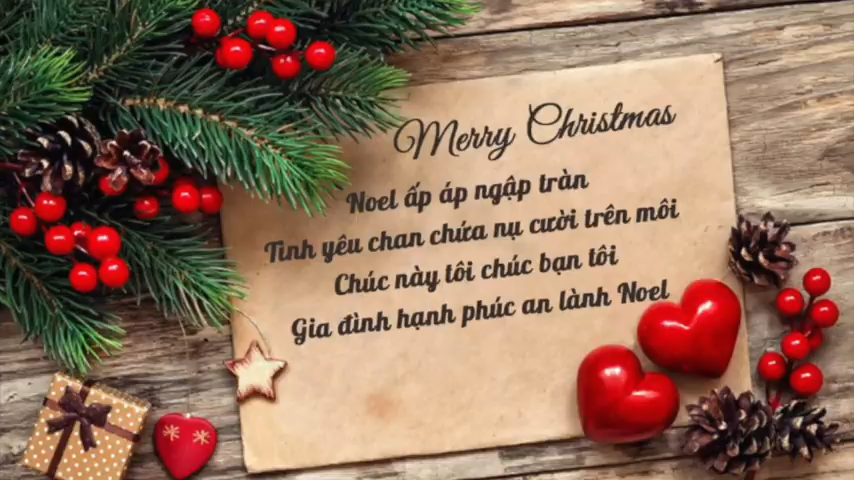 Merry Christmas
Noel ấp áp ngập tràn
Tình yêu chan chứa nụ cười trên môi
Chúc này tôi chúc bạn tôi
Gia đình hạnh phúc an lành Noel